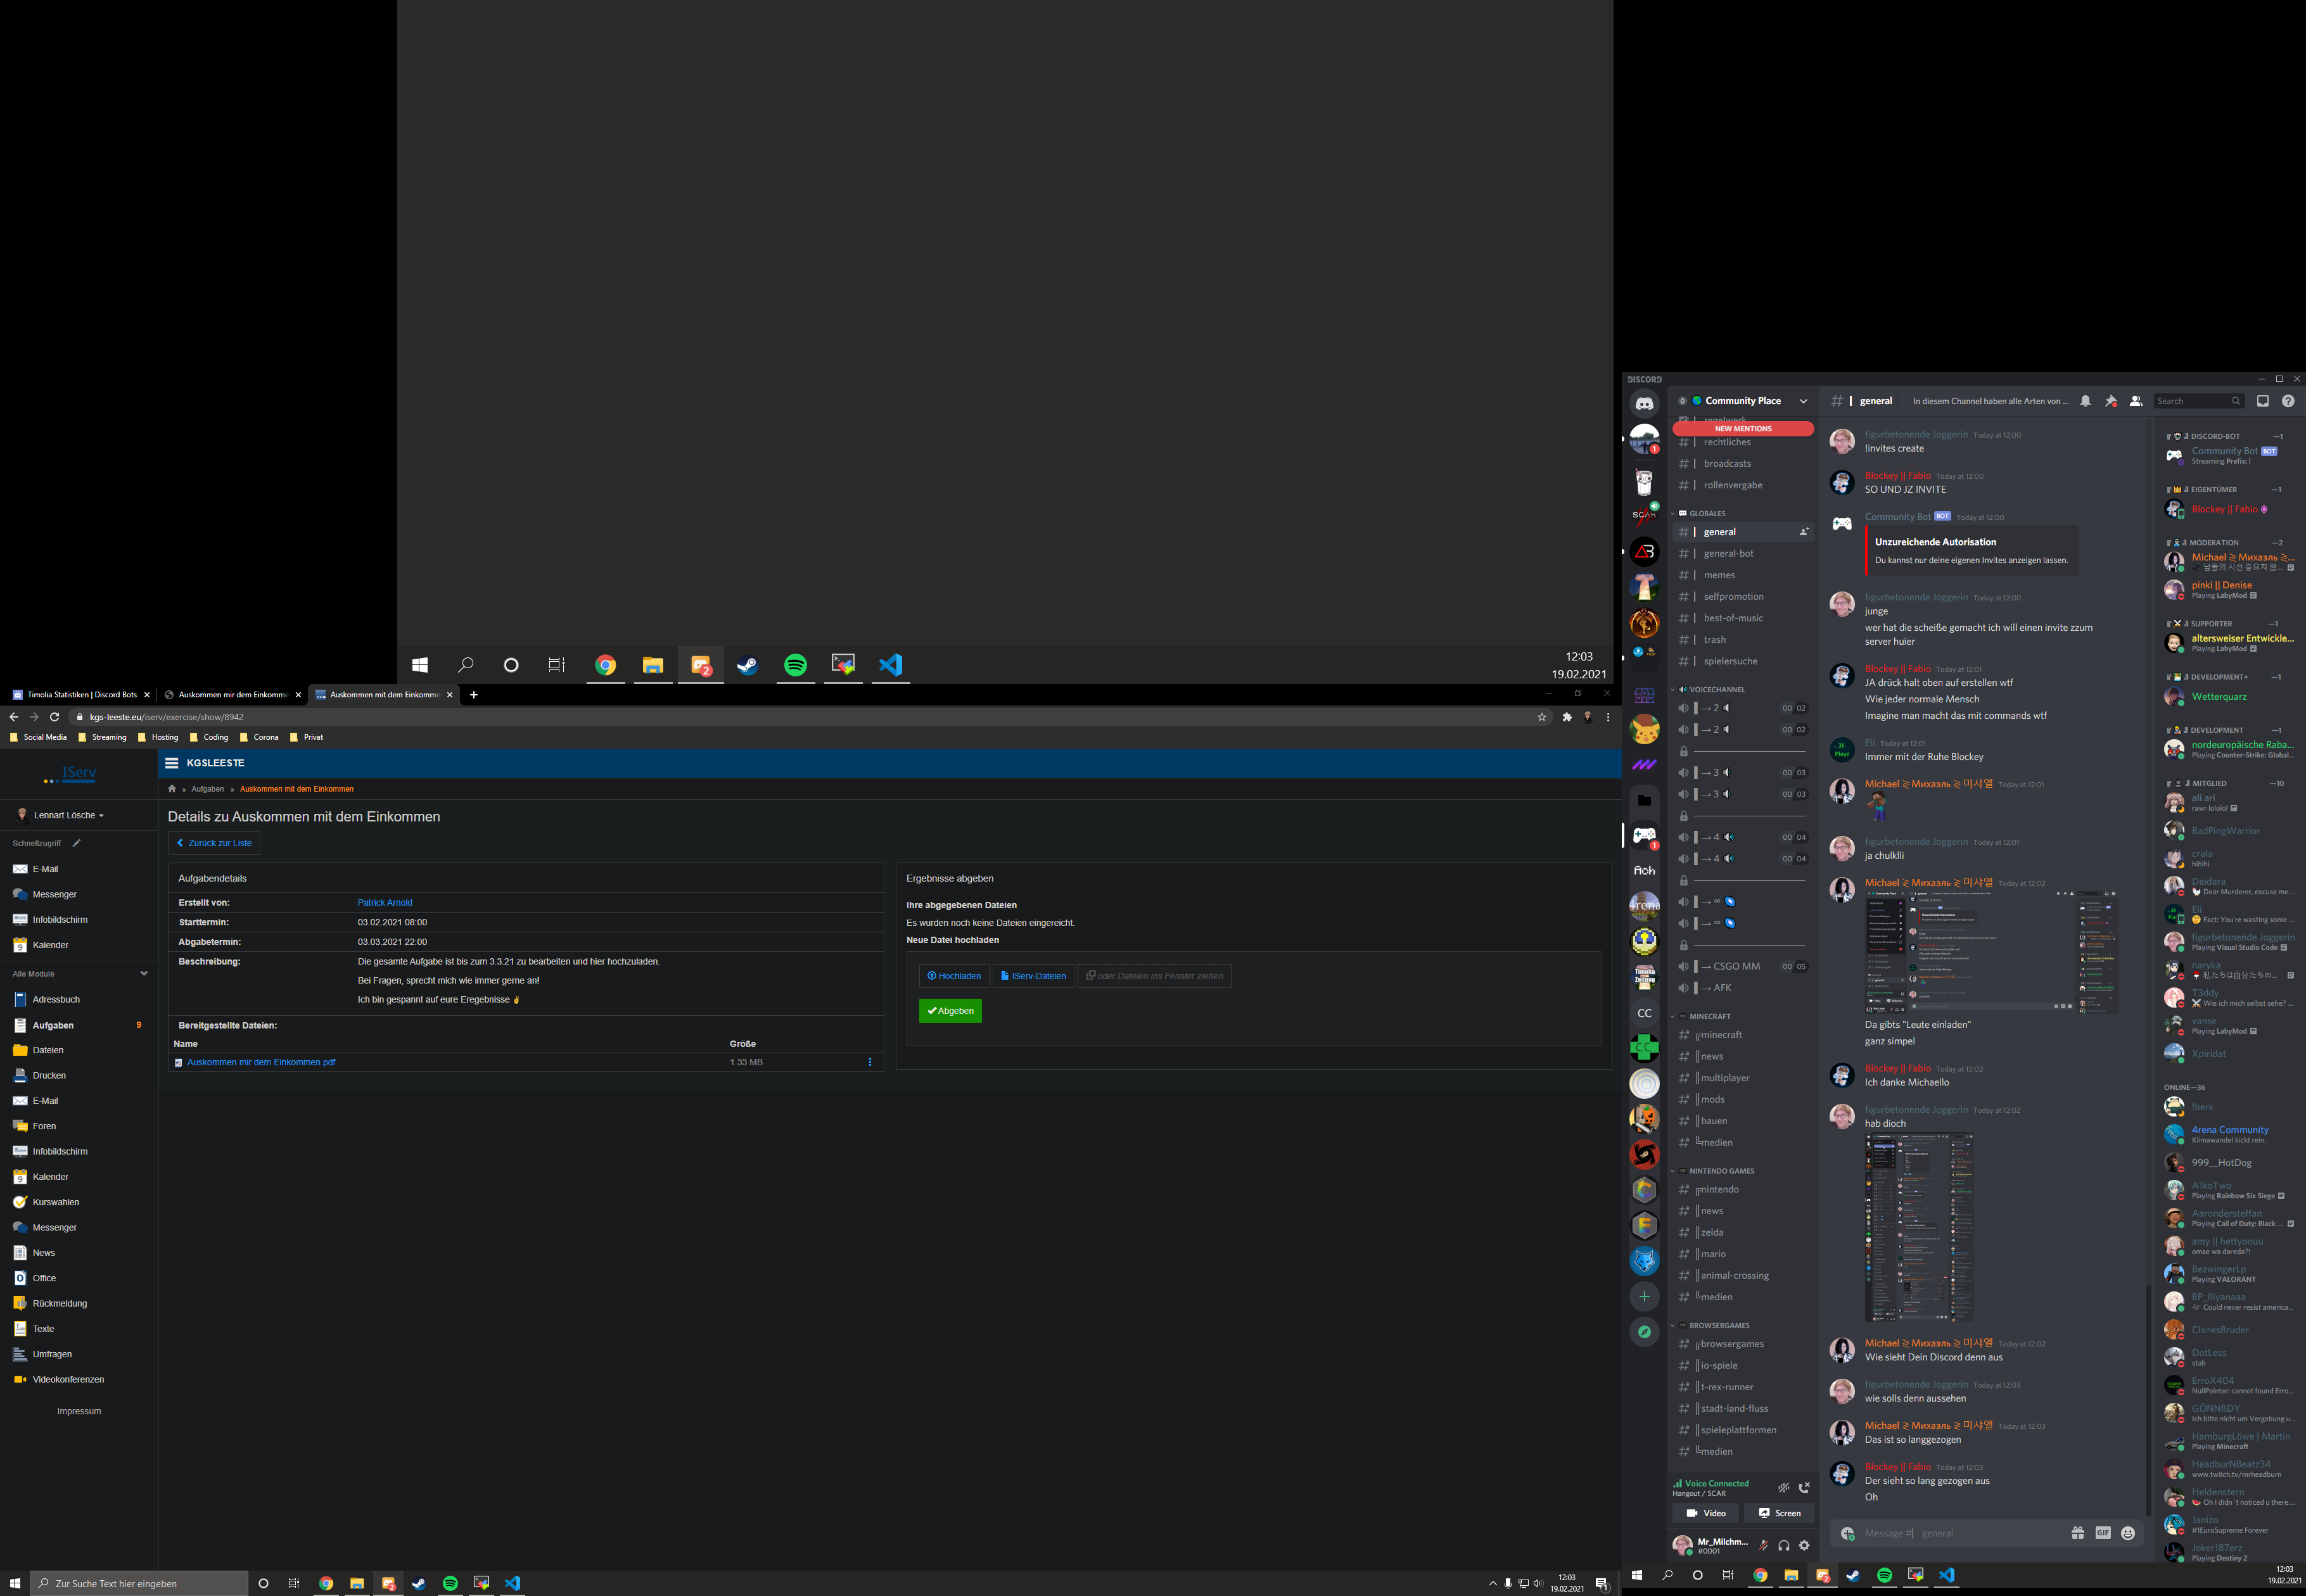 12:03
19.02.2021
Timolia Statistiken | Discord Bots
Auskommen mir dem Einkomme
Auskommen mit dem Einkomme
kgs-leeste.eu/iserv/exercise/show/8942
Social Media
Streaming
Hosting
Coding
Corona
Privat
IServ
KGSLEESTE
» Aufgaben » Auskommen mit dem Einkommen
Lennart Lösche
Schnellzugriff
E-Mail
Messenger
Infobildschirm
Kalender
Alle Module
Adressbuch
Aufgaben 9
Dateien
Drucken
E-Mail
Foren
Infobildschirm
Kalender
Kurswahlen
Messenger
News
Office
Rückmeldung
Texte
Umfragen
Videokonferenzen
Impressum
Details zu Auskommen mit dem Einkommen
Zurück zur Liste
Aufgabendetails
Erstellt von: Patrick Arnold
Starttermin: 03.02.2021 08:00
Abgabetermin: 03.03.2021 22:00
Beschreibung: Die gesamte Aufgabe ist bis zum 3.3.21 zu bearbeiten und hier hochzuladen.
Bei Fragen, sprecht mich wie immer gerne an!
Ich bin gespannt auf eure Eregebnisse ✌
Bereitgestellte Dateien:
Name Größe
Auskommen mir dem Einkommen.pdf 1.33 MB
Ergebnisse abgeben
Ihre abgegebenen Dateien
Es wurden noch keine Dateien eingereicht.
Neue Datei hochladen
Hochladen
IServ-Dateien
oder Dateien ins Fenster ziehen
Abgeben
Zur Suche Text hier eingeben
12:03
19.02.2021
DISCORD
Community Place
regelwerk
NEW MENTIONS
rechtliches
broadcasts
rollenvergabe
GLOBALES
general
general-bot
memes
selfpromotion
best-of-music
trash
spielersuche
VOICECHANNEL
→ 2 00 02
→ 2 00 02
→ 3 00 03
→ 3 00 03
→ 4 00 04
→ 4 00 04
→ ∞
→ ∞
→ CSGO MM 00 05
→ AFK
MINECRAFT
╔minecraft
║news
║multiplayer
║mods
║bauen
╚medien
NINTENDO GAMES
╔nintendo
║news
║zelda
║mario
║animal-crossing
╚medien
BROWSERGAMES
╔browsergames
║io-spiele
║t-rex-runner
║stadt-land-fluss
║spieleplattformen
╚medien
Voice Connected
Hangout / SCAR
Video
Screen
Mr_Milchm...
#0001
general
In diesem Channel haben alle Arten von ...
Search
figurbetonende Joggerin Today at 12:00
!invites create
Blockey || Fabio Today at 12:00
SO UND JZ INVITE
Community Bot BOT Today at 12:00
Unzureichende Autorisation
Du kannst nur deine eigenen Invites anzeigen lassen.
figurbetonende Joggerin Today at 12:00
junge
wer hat die scheiße gemacht ich will einen invite zzum
server huier
Blockey || Fabio Today at 12:01
JA drück halt oben auf erstellen wtf
Wie jeder normale Mensch
Imagine man macht das mit commands wtf
Eli Today at 12:01
Immer mit der Ruhe Blockey
Michael ≥ Михаэль ≥ 미샤엘 Today at 12:01
figurbetonende Joggerin Today at 12:01
ja chulklli
Michael ≥ Михаэль ≥ 미샤엘 Today at 12:02
Da gibts "Leute einladen"
ganz simpel
Blockey || Fabio Today at 12:02
Ich danke Michaello
figurbetonende Joggerin Today at 12:02
hab dioch
Michael ≥ Михаэль ≥ 미샤엘 Today at 12:02
Wie sieht Dein Discord denn aus
figurbetonende Joggerin Today at 12:03
wie solls denn aussehen
Michael ≥ Михаэль ≥ 미샤엘 Today at 12:03
Das ist so langgezogen
Blockey || Fabio Today at 12:03
Der sieht so lang gezogen aus
Oh
Message #| general
GIF
DISCORD-BOT —1
Community Bot BOT
Streaming Prefix: !
EIGENTÜMER —1
Blockey || Fabio
MODERATION —2
Michael ≥ Михаэль ≥...
남들의 시선 중요지 않...
pinki || Denise
Playing LabyMod
SUPPORTER —1
altersweiser Entwickle...
Playing LabyMod
DEVELOPMENT+ —1
Wetterquarz
DEVELOPMENT —1
nordeuropäische Raba...
Playing Counter-Strike: Global...
MITGLIED —10
ali ari
rawr lololol
BadPingWarrior
crala
hihihi
Deidara
Dear Murderer, excuse me ...
Eli
Fact: You're wasting some ...
figurbetonende Joggerin
Playing Visual Studio Code
naryka
私たちは自分たちの...
T3ddy
Wie ich mich selbst sehe? ...
vanse
Playing LabyMod
Xpiridat
ONLINE—36
!berk
4rena Community
Klimawandel kickt rein.
999__HotDog
A1koTwo
Playing Rainbow Six Siege
Aarondersteffan
Playing Call of Duty: Black ...
amy || hettyoouu
omae wa dareda?!
BezwingerLp
Playing VALORANT
BP_Iliyanaaa
Could never resist america...
ClxnesBruder
DotLess
stab
ErroX404
NullPointer: cannot found Erro...
GÖNNßDY
Ich bitte nicht um Vergebung u...
HamburgLöwe | Martin
Playing Minecraft
HeadburNBeatz34
www.twitch.tv/mrheadburn
Heldenstern
Oh I didn´t noticed u there....
Janizo
#1EuroSupreme Forever
Joker187erz
Playing Destiny 2
12:03
19.02.2021